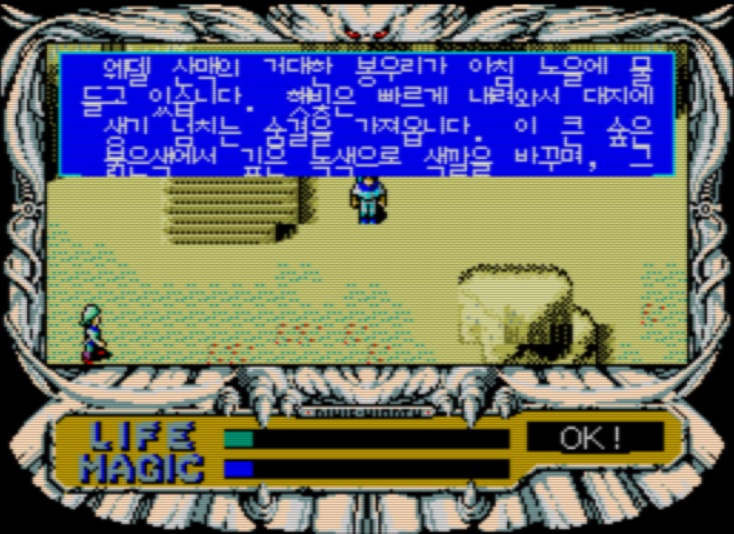 웨델 산맥의 거대한 봉우리가 아침 노을에 물
들고 있습니다. 햇빛은 빠르게 내려와서 대지에
생기 넘치는 숨결을 가져옵니다. 이 큰 숲은
붉은색에서 깊은 녹색으로 색깔을 바꾸며, 그
LIFE
OK!
MAGIC